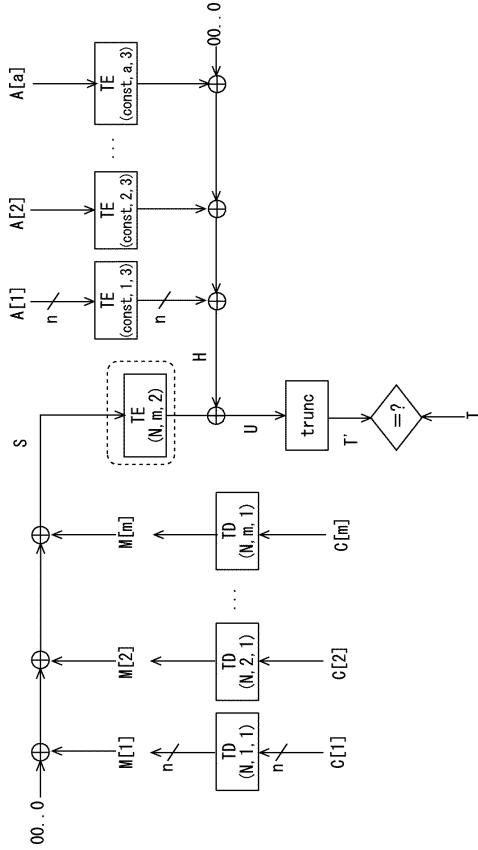 00..0
S
M[1]
M[2]
M[m]
n
TD
(N,1,1)
TD
(N,2,1)
...
TD
(N,m,1)
n
C[1]
C[2]
C[m]
A[1]
A[2]
A[a]
n
TE
(N,m,2)
TE
(const,1,3)
TE
(const,2,3)
...
TE
(const,a,3)
n
H
00..0
U
trunc
T'
=?
T